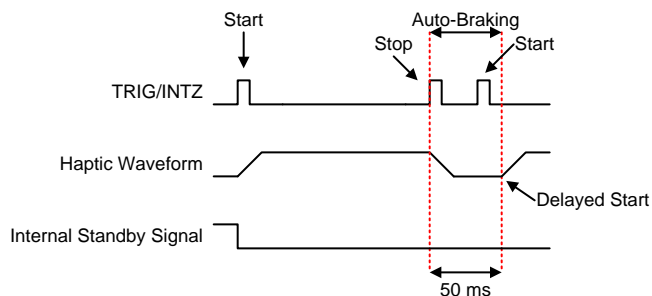 Start
Auto-Braking
Stop
Start
TRIG/INTZ
Haptic Waveform
Delayed Start
Internal Standby Signal
50 ms